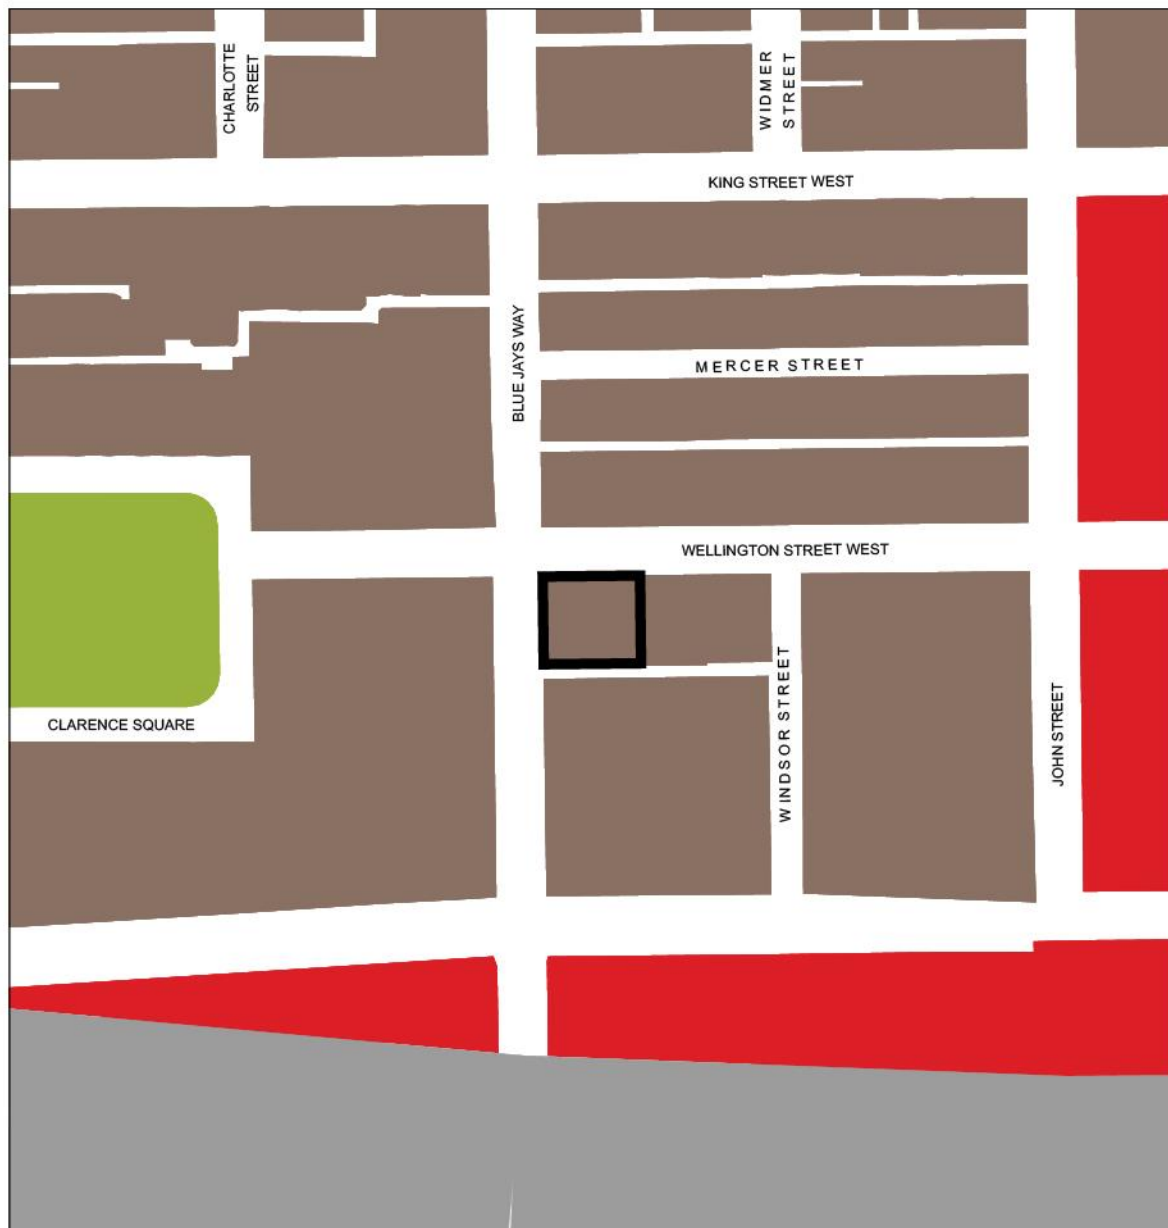 CHARLOTTE
STREET
WIDMER
STREET
KING STREET WEST
BLUE JAYS WAY
MERCER STREET
WELLINGTON STREET WEST
WINDSOR STREET
JOHN STREET
CLARENCE SQUARE